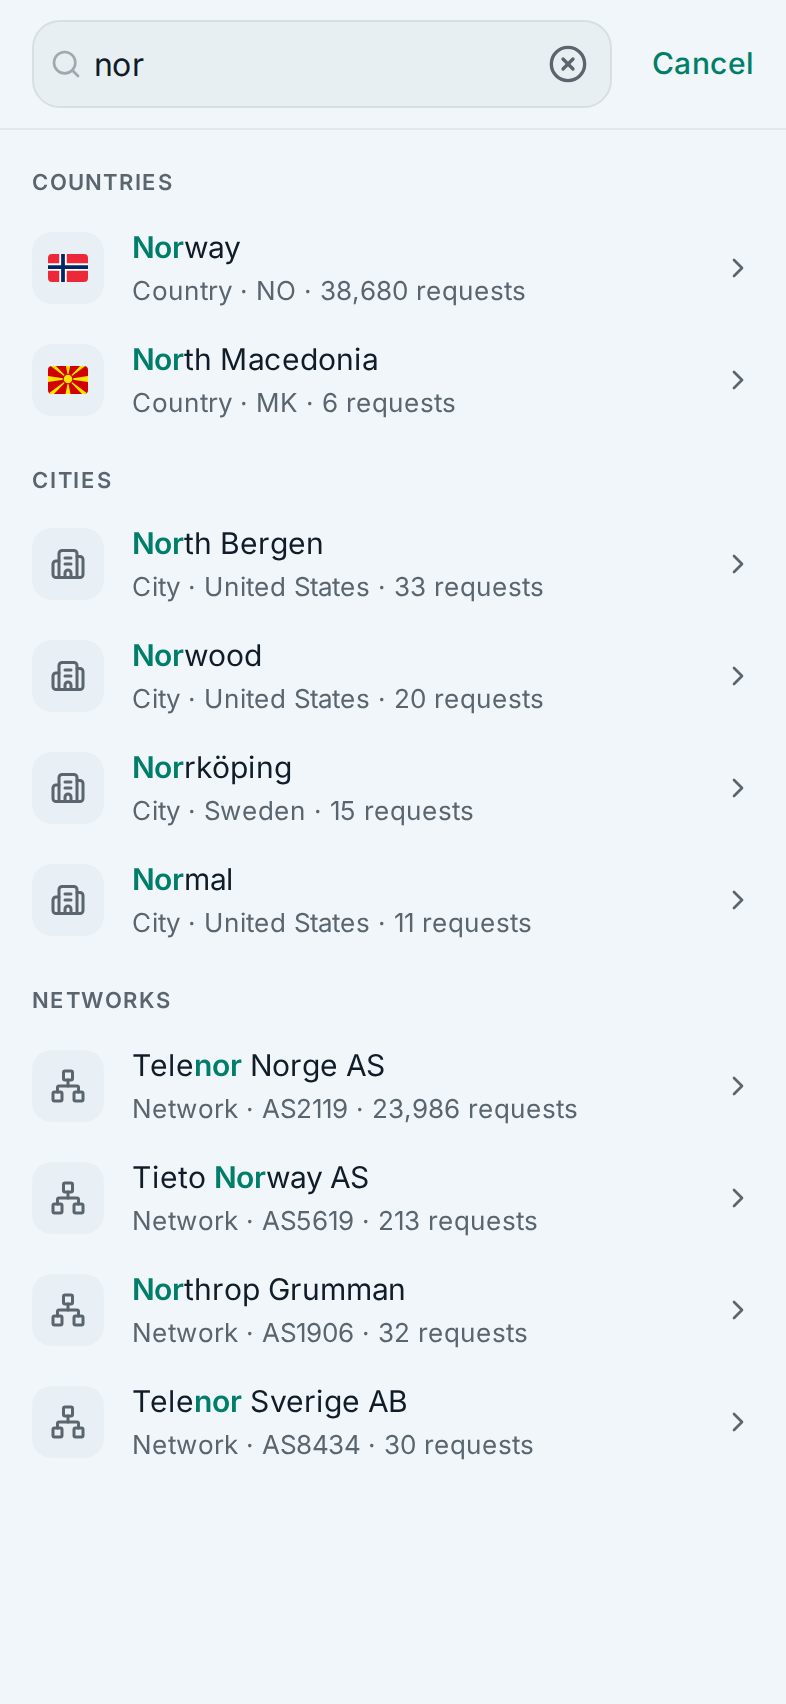 nor
Cancel
COUNTRIES
Norway
Country · NO · 38,680 requests
North Macedonia
Country · MK · 6 requests
CITIES
North Bergen
City · United States · 33 requests
Norwood
City · United States · 20 requests
Norrköping
City · Sweden · 15 requests
Normal
City · United States · 11 requests
NETWORKS
Telenor Norge AS
Network · AS2119 · 23,986 requests
Tieto Norway AS
Network · AS5619 · 213 requests
Northrop Grumman
Network · AS1906 · 32 requests
Telenor Sverige AB
Network · AS8434 · 30 requests